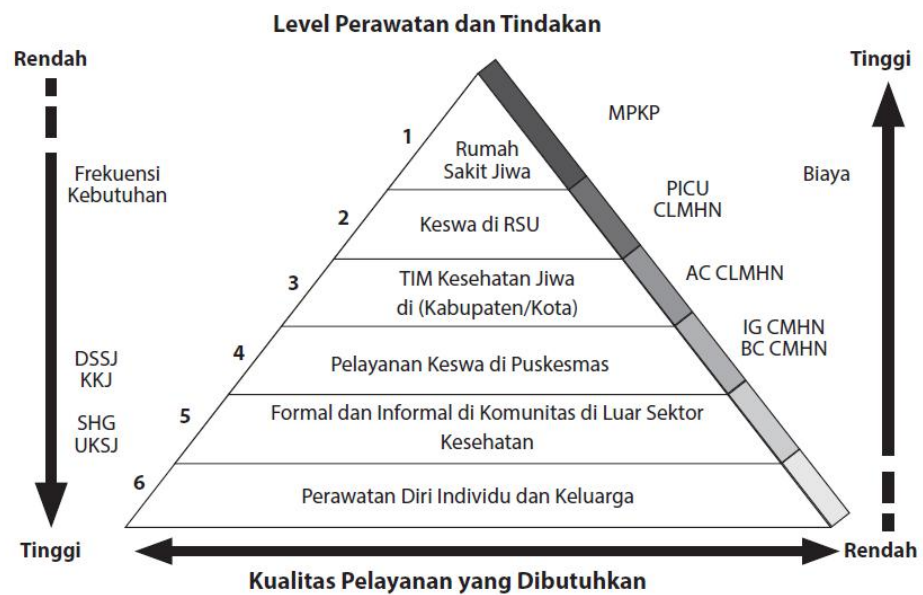 Level Perawatan dan Tindakan
Rendah
Tinggi
MPKP
1
Rumah
Sakit Jiwa
Frekuensi
Kebutuhan
Biaya
PICU
CLMHN
2
Keswa di RSU
3
TIM Kesehatan Jiwa
di (Kabupaten/Kota)
AC CLMHN
IG CMHN
BC CMHN
4
Pelayanan Keswa di Puskesmas
DSSJ
KKJ
5
Formal dan Informal di Komunitas di Luar Sektor
Kesehatan
SHG
UKSJ
6
Perawatan Diri Individu dan Keluarga
Tinggi
Rendah
Kualitas Pelayanan yang Dibutuhkan